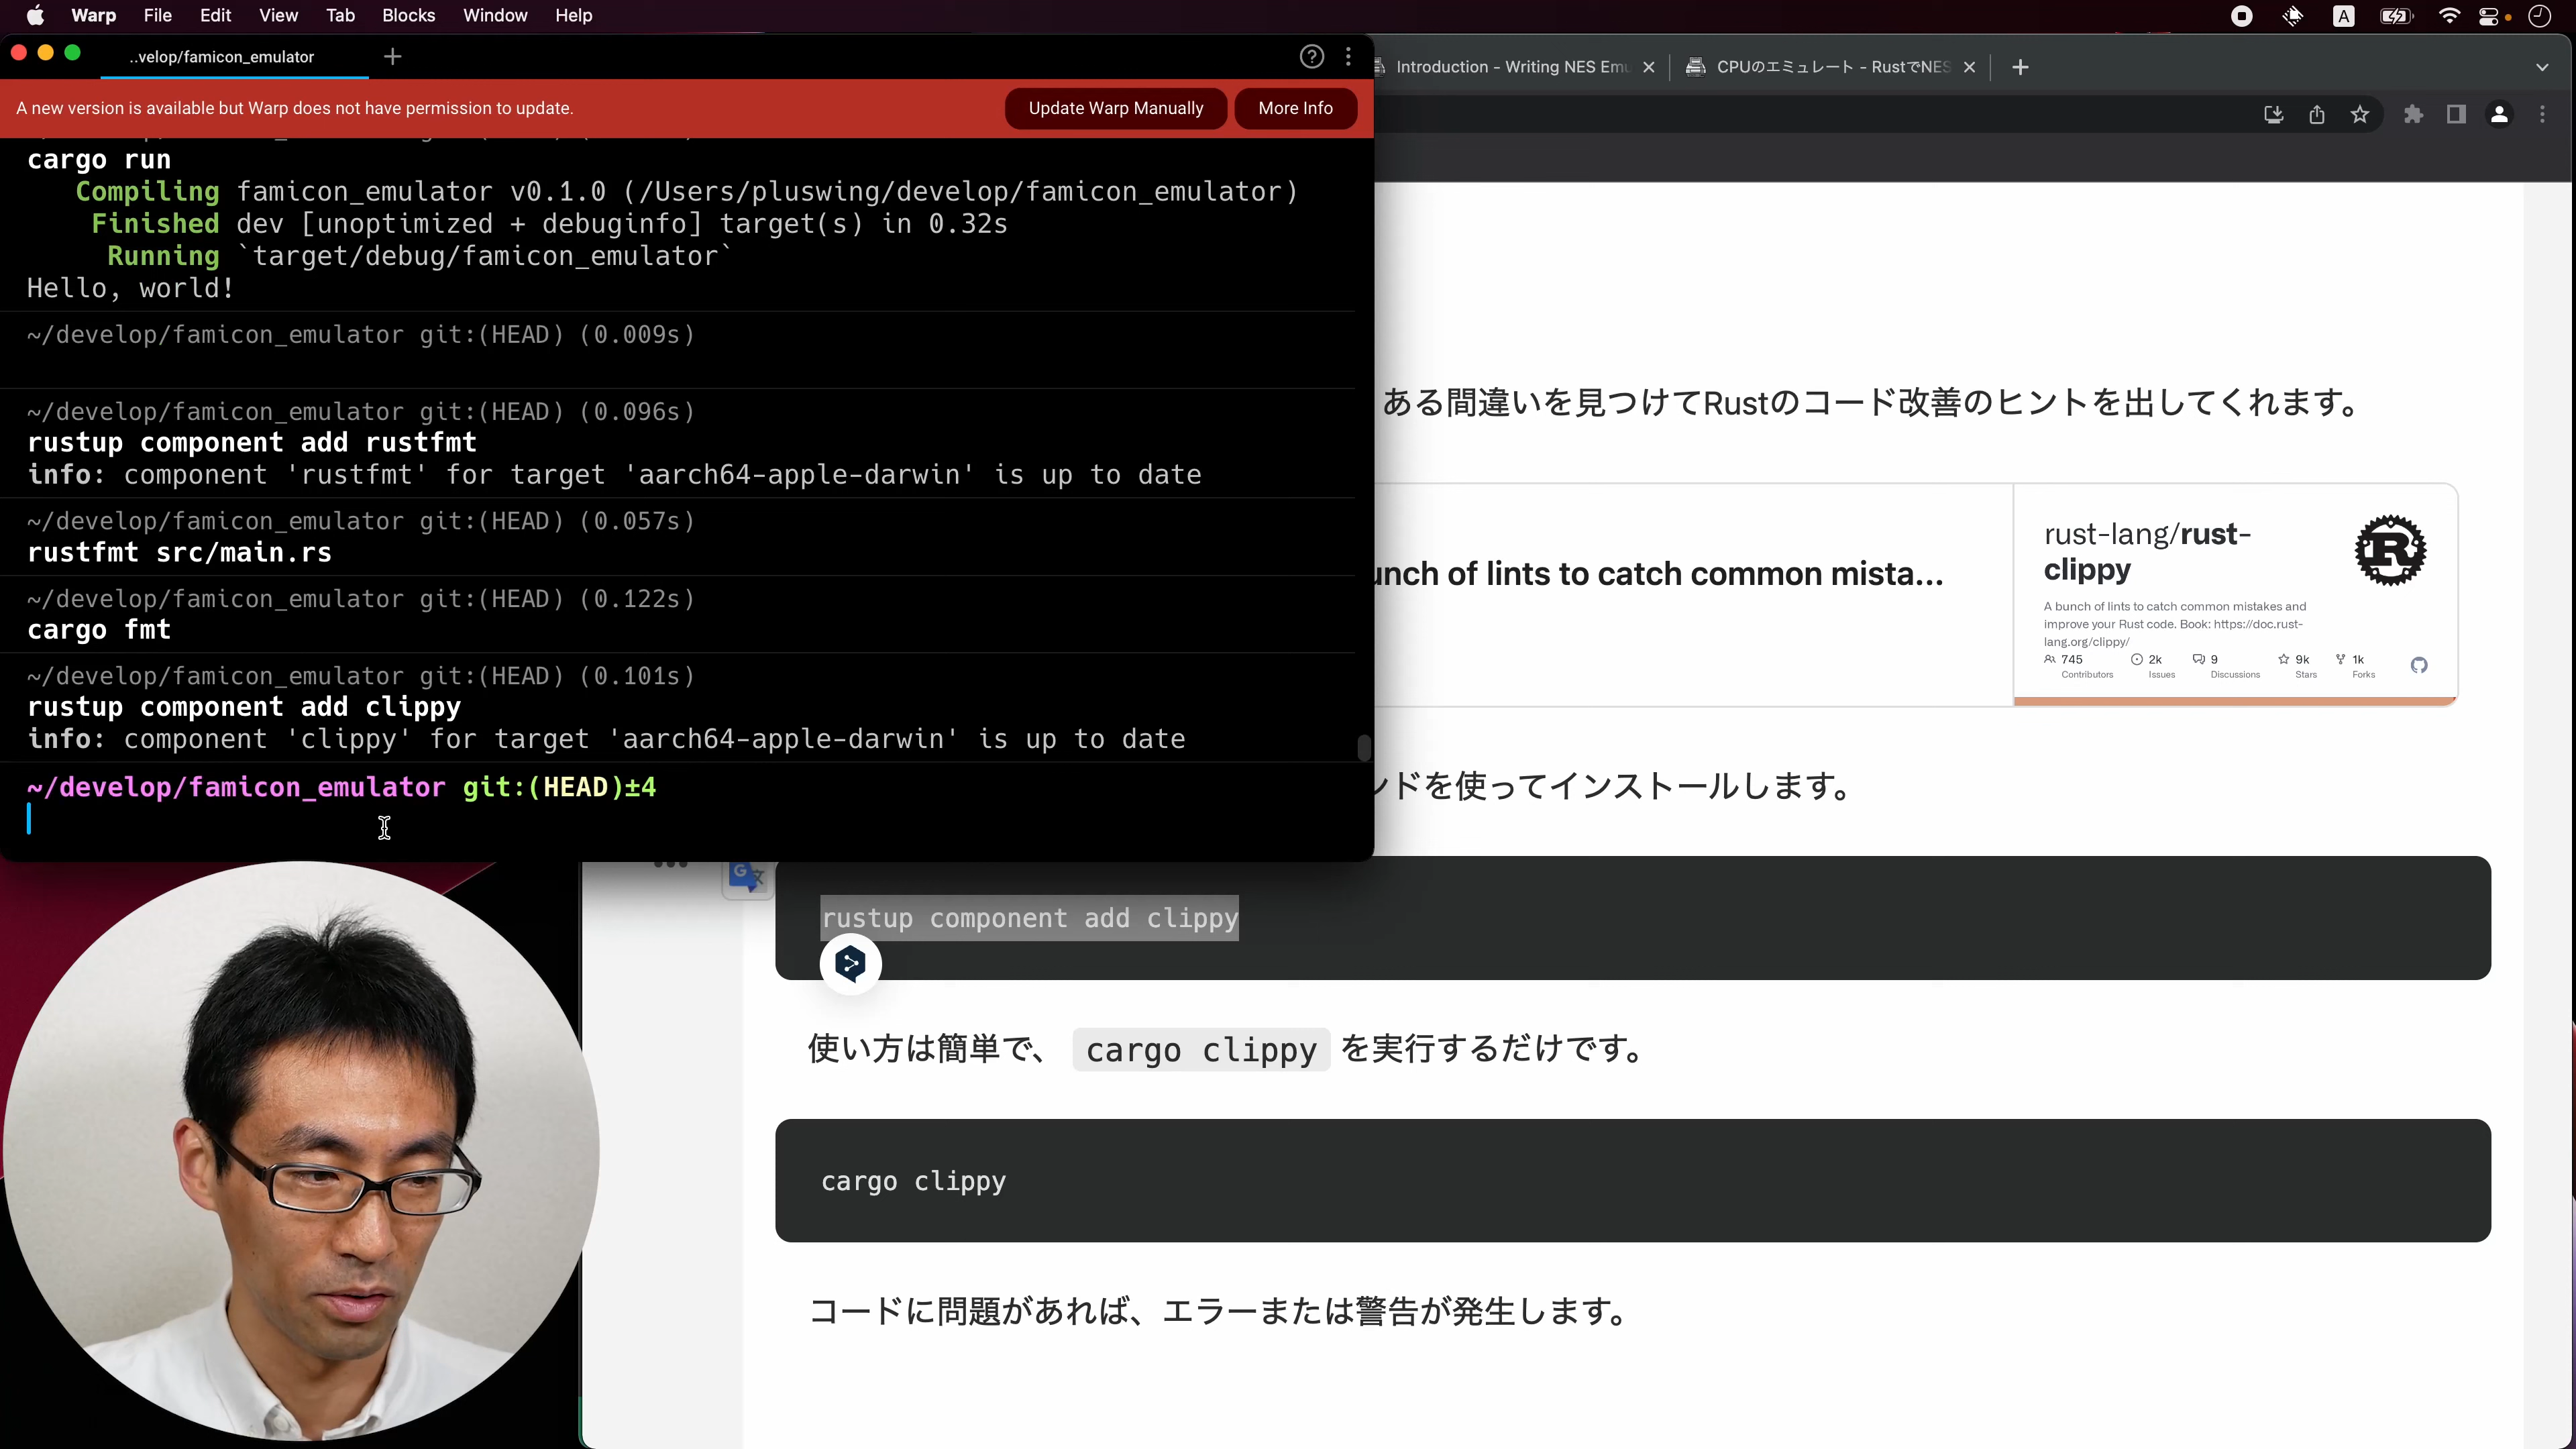 Warp File Edit View Tab Blocks Window Help
A
..velop/famicon_emulator
A new version is available but Warp does not have permission to update.
Update Warp Manually
More Info
cargo run
Compiling famicon_emulator v0.1.0 (/Users/pluswing/develop/famicon_emulator)
Finished dev [unoptimized + debuginfo] target(s) in 0.32s
Running `target/debug/famicon_emulator`
Hello, world!
~/develop/famicon_emulator git:(HEAD) (0.009s)
~/develop/famicon_emulator git:(HEAD) (0.096s)
rustup component add rustfmt
info: component 'rustfmt' for target 'aarch64-apple-darwin' is up to date
~/develop/famicon_emulator git:(HEAD) (0.057s)
rustfmt src/main.rs
~/develop/famicon_emulator git:(HEAD) (0.122s)
cargo fmt
~/develop/famicon_emulator git:(HEAD) (0.101s)
rustup component add clippy
info: component 'clippy' for target 'aarch64-apple-darwin' is up to date
~/develop/famicon_emulator git:(HEAD)±4
Introduction - Writing NES Emu
CPUのエミュレート - RustでNES
ある間違いを見つけてRustのコード改善のヒントを出してくれます。
unch of lints to catch common mista...
rust-lang/rust-
clippy
A bunch of lints to catch common mistakes and
improve your Rust code. Book: https://doc.rust-
lang.org/clippy/
745 2k 9 9k 1k
Contributors Issues Discussions Stars Forks
ンドを使ってインストールします。
rustup component add clippy
使い方は簡単で、 cargo clippy を実行するだけです。
cargo clippy
コードに問題があれば、エラーまたは警告が発生します。